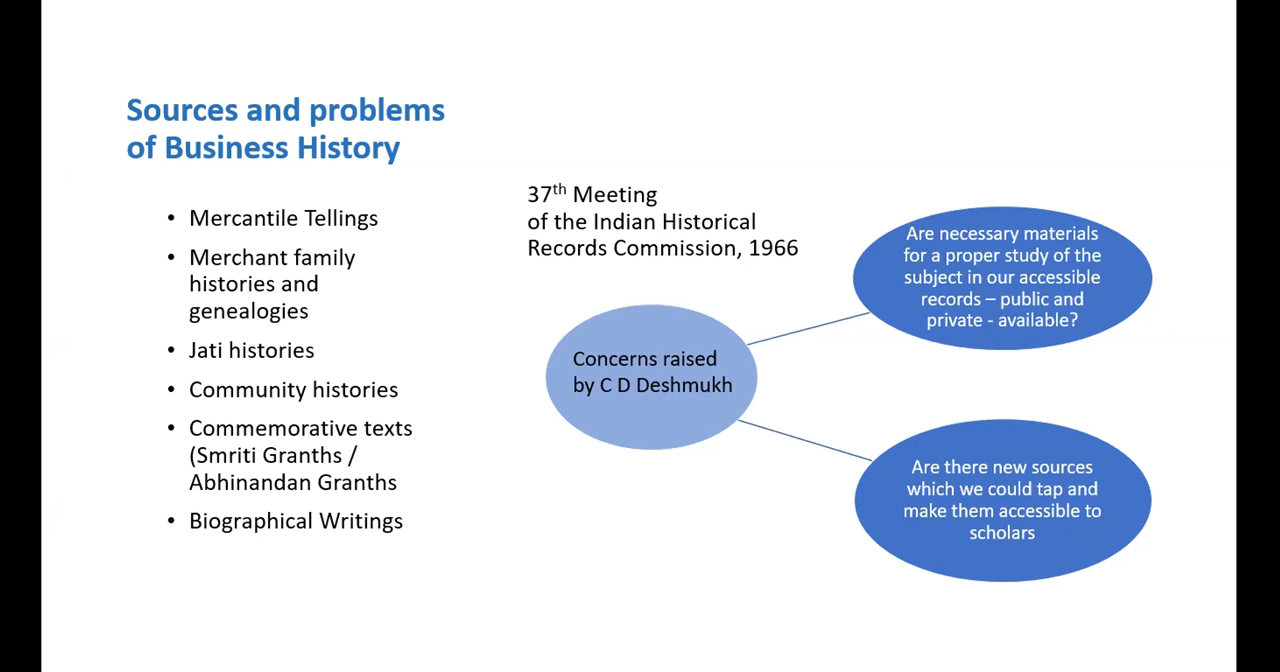 Sources and problems
of Business History
• Mercantile Tellings
• Merchant family
histories and
genealogies
• Jati histories
• Community histories
• Commemorative texts
(Smriti Granths /
Abhinandan Granths
• Biographical Writings
37th Meeting
of the Indian Historical
Records Commission, 1966
Concerns raised
by C D Deshmukh
Are necessary materials
for a proper study of the
subject in our accessible
records – public and
private - available?
Are there new sources
which we could tap and
make them accessible to
scholars